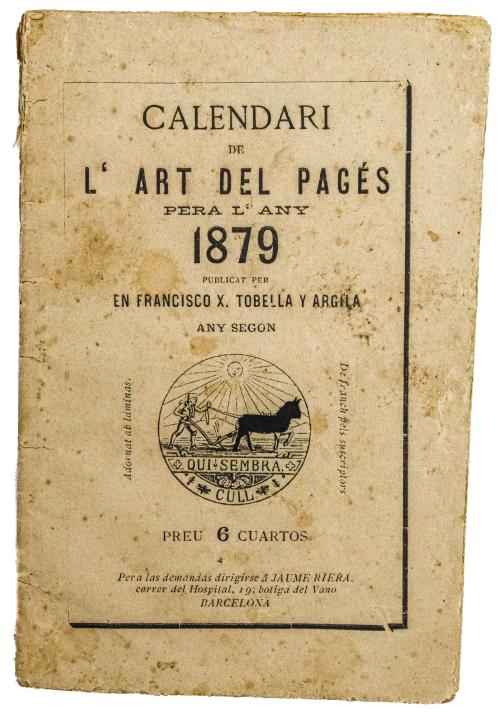 CALENDARI
DE
L' ART DEL PAGÉS
PERA L' ANY
1879
PUBLICAT PER
EN FRANCISCO X. TOBELLA Y ARGILA
ANY SEGON
Adornat ab láminas.
De franch pels suscriptors
QUI SEMBRA,
CULL
PREU 6 CUARTOS
Pera las demandas dirigirse á JAUME RIERA,
carrer del Hospital, 19, botiga del Vano
BARCELONA